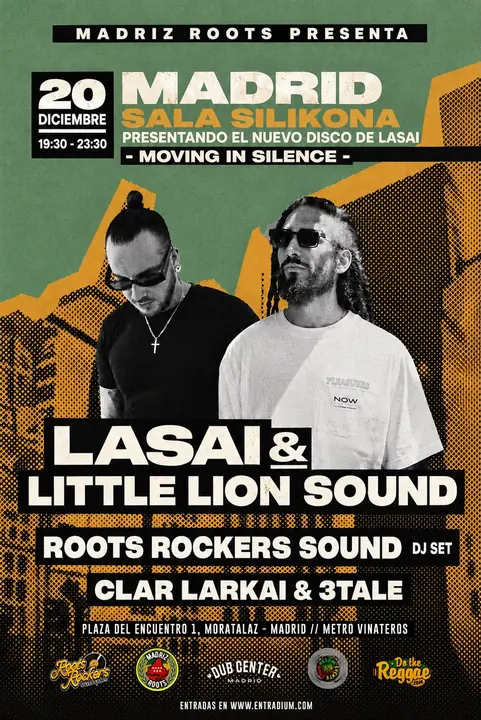 MADRIZ ROOTS PRESENTA
20
DICIEMBRE
19:30 - 23:30
MADRID
SALA SILIKONA
PRESENTANDO EL NUEVO DISCO DE LASAI
- MOVING IN SILENCE -
PLEASURES
NOW
LASAI &
LITTLE LION SOUND
ROOTS ROCKERS SOUND DJ SET
CLAR LARKAI & 3TALE
PLAZA DEL ENCUENTRO 1, MORATALAZ - MADRID // METRO VINATEROS
Roots Rockers
MADRIZ
ROOTS
DUB CENTER
MADRID
Do the
Reggae
ENTRADAS EN WWW.ENTRADIUM.COM